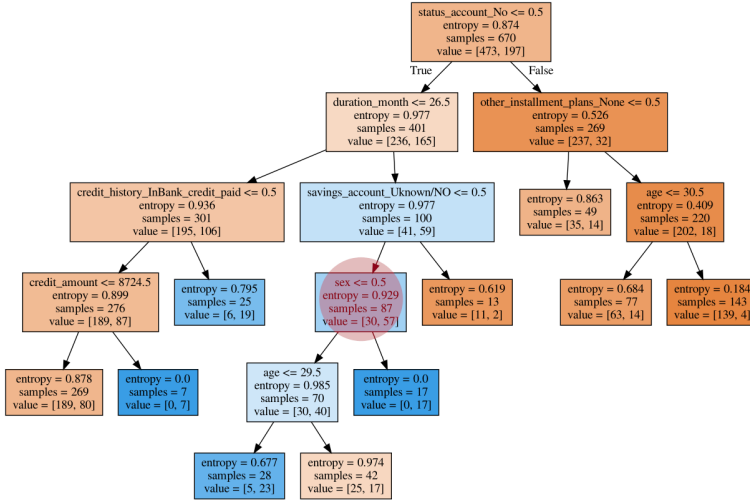 status_account_No <= 0.5
entropy = 0.874
samples = 670
value = [473, 197]
True
False
duration_month <= 26.5
entropy = 0.977
samples = 401
value = [236, 165]
other_installment_plans_None <= 0.5
entropy = 0.526
samples = 269
value = [237, 32]
credit_history_InBank_credit_paid <= 0.5
entropy = 0.936
samples = 301
value = [195, 106]
savings_account_Uknown/NO <= 0.5
entropy = 0.977
samples = 100
value = [41, 59]
entropy = 0.863
samples = 49
value = [35, 14]
age <= 30.5
entropy = 0.409
samples = 220
value = [202, 18]
credit_amount <= 8724.5
entropy = 0.899
samples = 276
value = [189, 87]
entropy = 0.795
samples = 25
value = [6, 19]
sex <= 0.5
entropy = 0.929
samples = 87
value = [30, 57]
entropy = 0.619
samples = 13
value = [11, 2]
entropy = 0.684
samples = 77
value = [63, 14]
entropy = 0.184
samples = 143
value = [139, 4]
entropy = 0.878
samples = 269
value = [189, 80]
entropy = 0.0
samples = 7
value = [0, 7]
age <= 29.5
entropy = 0.985
samples = 70
value = [30, 40]
entropy = 0.0
samples = 17
value = [0, 17]
entropy = 0.677
samples = 28
value = [5, 23]
entropy = 0.974
samples = 42
value = [25, 17]